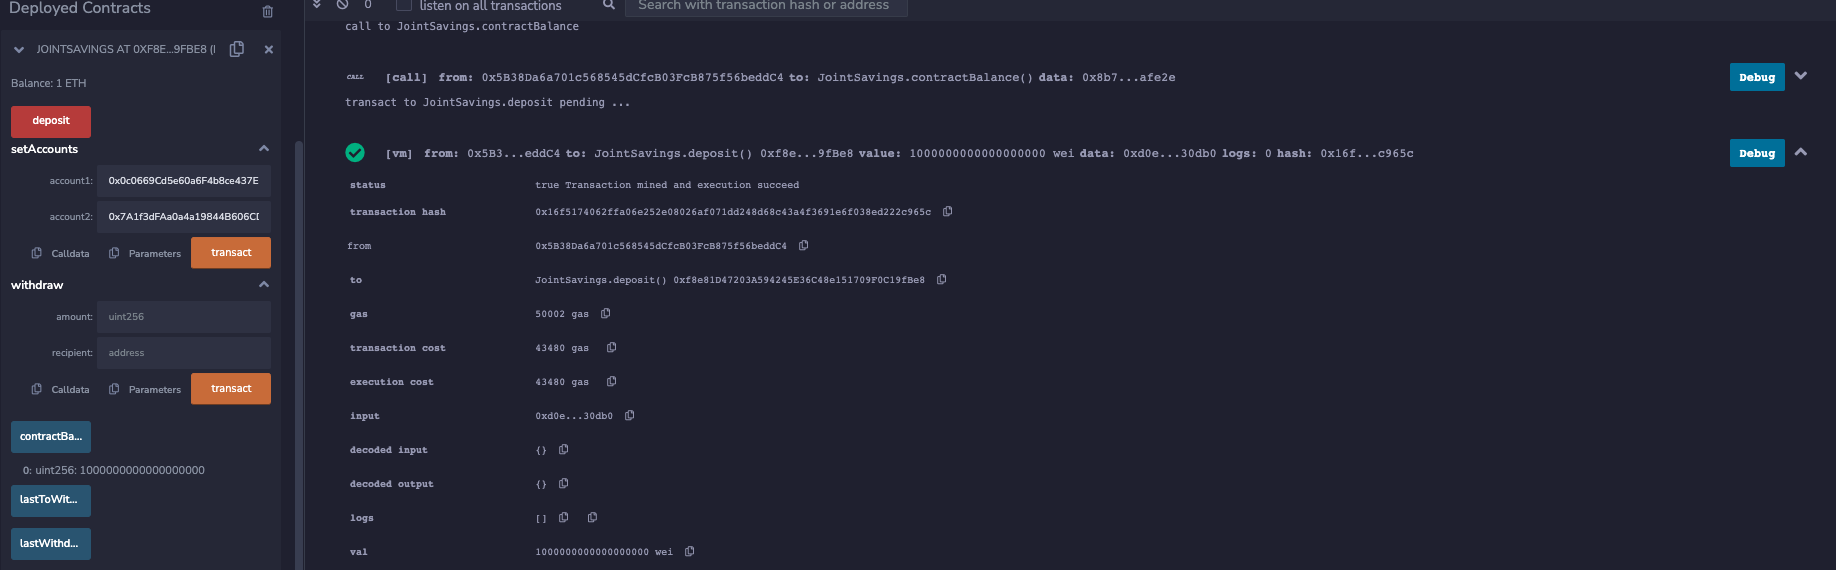 Deployed Contracts
JOINTSAVINGS AT 0XF8E...9FBE8 (
Balance: 1 ETH
deposit
setAccounts
account1: 0x0c0669Cd5e60a6F4b8ce437E
account2: 0x7A1f3dFAa0a4a19844B606CI
Calldata Parameters transact
withdraw
amount: uint256
recipient: address
Calldata Parameters transact
contractBa...
0: uint256: 1000000000000000000
lastToWit...
lastWithd...
0 listen on all transactions Search with transaction hash or address
call to JointSavings.contractBalance
CALL [call] from: 0x5B38Da6a701c568545dCfcB03FcB875f56beddC4 to: JointSavings.contractBalance() data: 0x8b7...afe2e Debug
transact to JointSavings.deposit pending ...
[vm] from: 0x5B3...eddC4 to: JointSavings.deposit() 0xf8e...9fBe8 value: 1000000000000000000 wei data: 0xd0e...30db0 logs: 0 hash: 0x16f...c965c Debug
status true Transaction mined and execution succeed
transaction hash 0x16f5174062ffa06e252e08026af071dd248d68c43a4f3691e6f038ed222c965c
from 0x5B38Da6a701c568545dCfcB03FcB875f56beddC4
to JointSavings.deposit() 0xf8e81D47203A594245E36C48e151709F0C19fBe8
gas 50002 gas
transaction cost 43480 gas
execution cost 43480 gas
input 0xd0e...30db0
decoded input {}
decoded output {}
logs []
val 1000000000000000000 wei